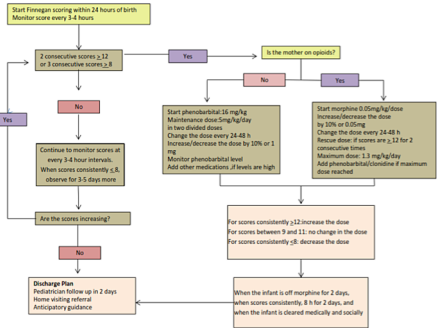 Start Finnegan scoring within 24 hours of birth
Monitor score every 3-4 hours
2 consecutive scores ≥12
or 3 consecutive scores ≥ 8
Yes
Is the mother on opioids?
No
Yes
No
Yes
Start phenobarbital:16 mg/kg
Maintenance dose:5mg/kg/day
in two divided doses
Change the dose every 24-48 h
Increase/decrease the dose by 10% or 1
mg
Monitor phenobarbital level
Add other medications ,if levels are high
Start morphine 0.05mg/kg/dose
Increase/decrease the dose
by 10% or 0.05mg
Change the dose every 24-48 h
Rescue dose: if scores are ≥ 12 for 2
consecutive times
Maximum dose: 1.3 mg/kg/day
Add phenobarbital/clonidine if maximum
dose reached
Continue to monitor scores at
every 3-4 hour intervals.
When scores consistently ≤8,
observe for 3-5 days more
Are the scores increasing?
No
For scores consistently ≥12:increase the dose
For scores between 9 and 11: no change in the dose
For scores consistently ≤8: decrease the dose
Discharge Plan
Pediatrician follow up in 2 days
Home visiting referral
Anticipatory guidance
When the infant is off morphine for 2 days,
when scores consistently, 8 h for 2 days, and
when the infant is cleared medically and socially